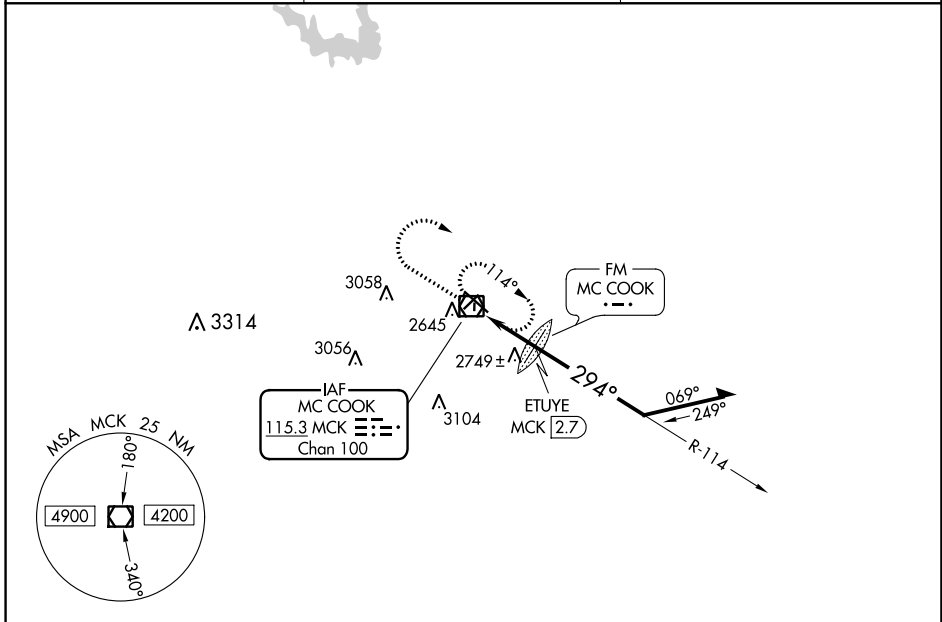 3058
114°
FM
MC COOK
3314
2645
3056
2749±
294°
IAF
MC COOK
115.3 MCK
Chan 100
3104
ETUYE
MCK 2.7
069°
249°
R-114
MSA MCK 25 NM
180°
4900
4200
340°